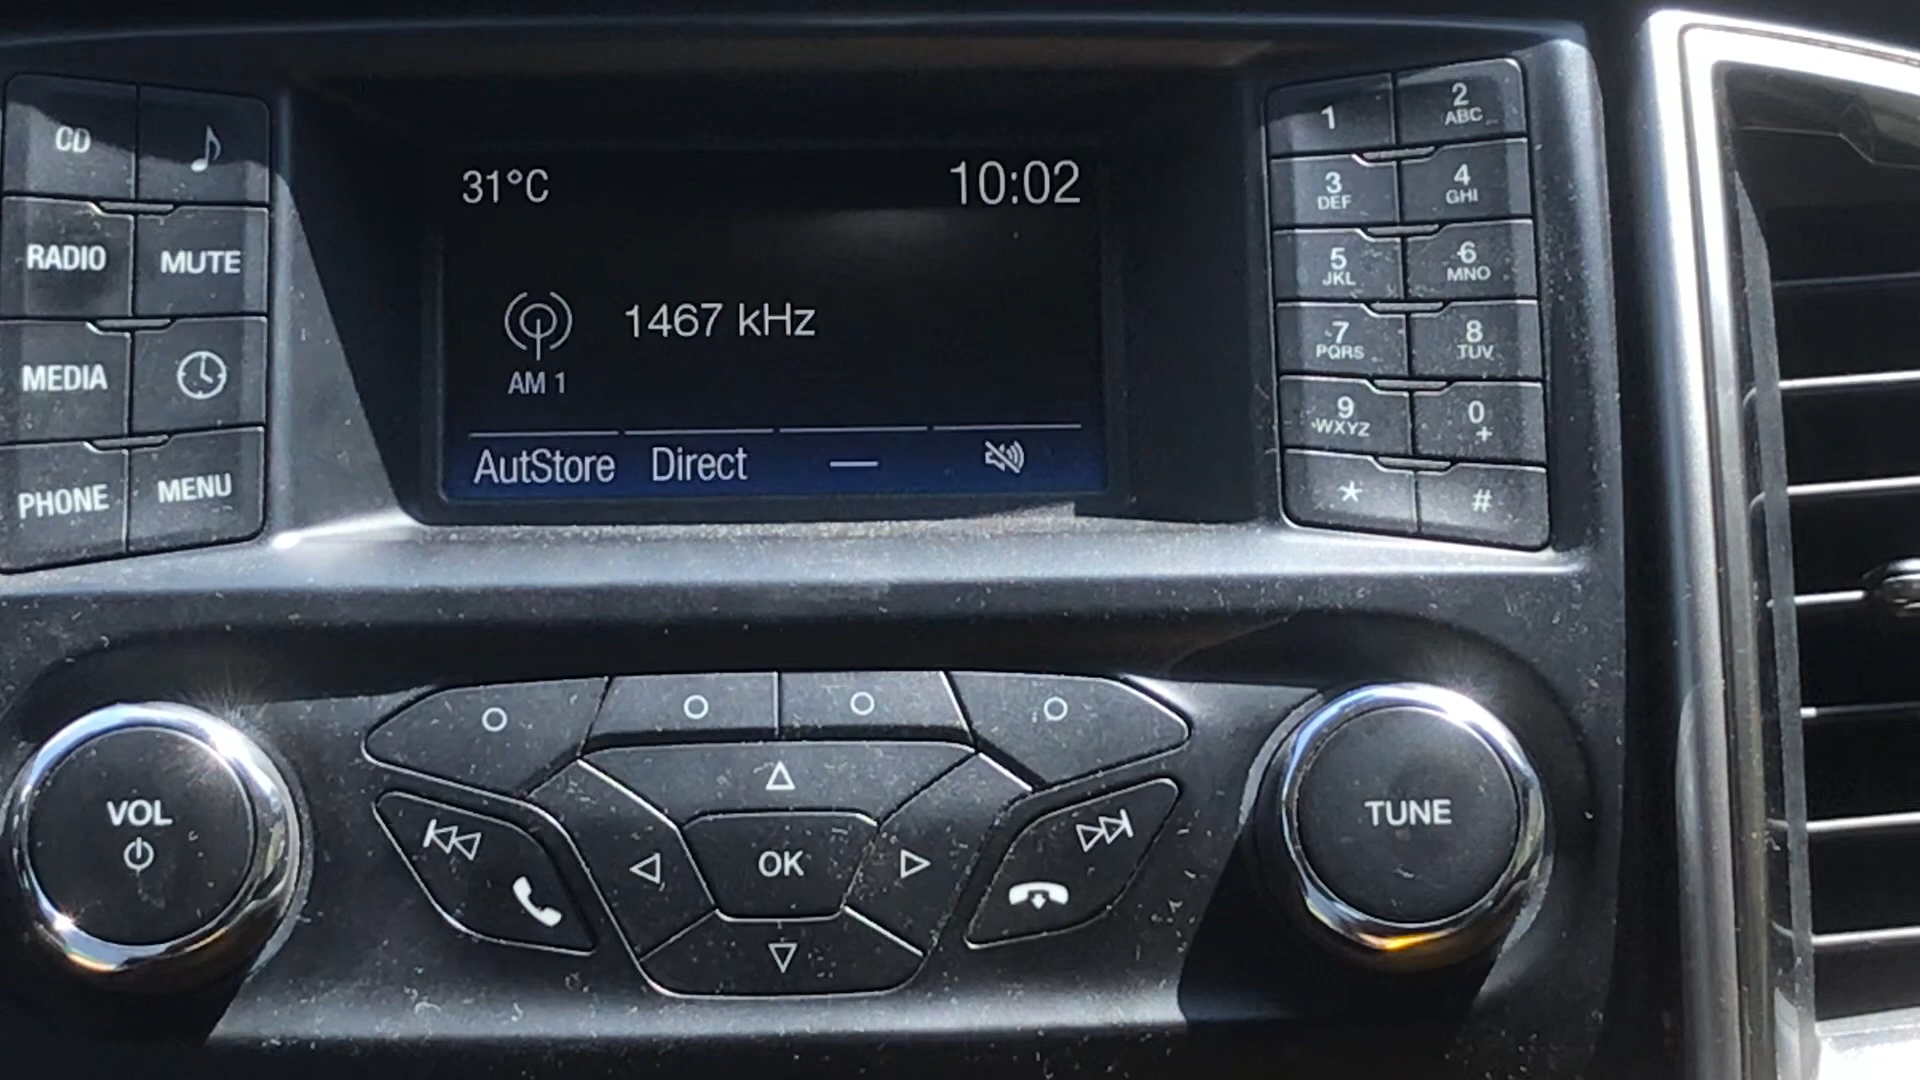 31°C 10:02
1467 kHz
AM 1
AutStore Direct —
CD
RADIO MUTE
MEDIA
PHONE MENU
1 2 ABC
3 DEF 4 GHI
5 JKL 6 MNO
7 PQRS 8 TUV
9 WXYZ 0 +
* #
VOL
OK
TUNE